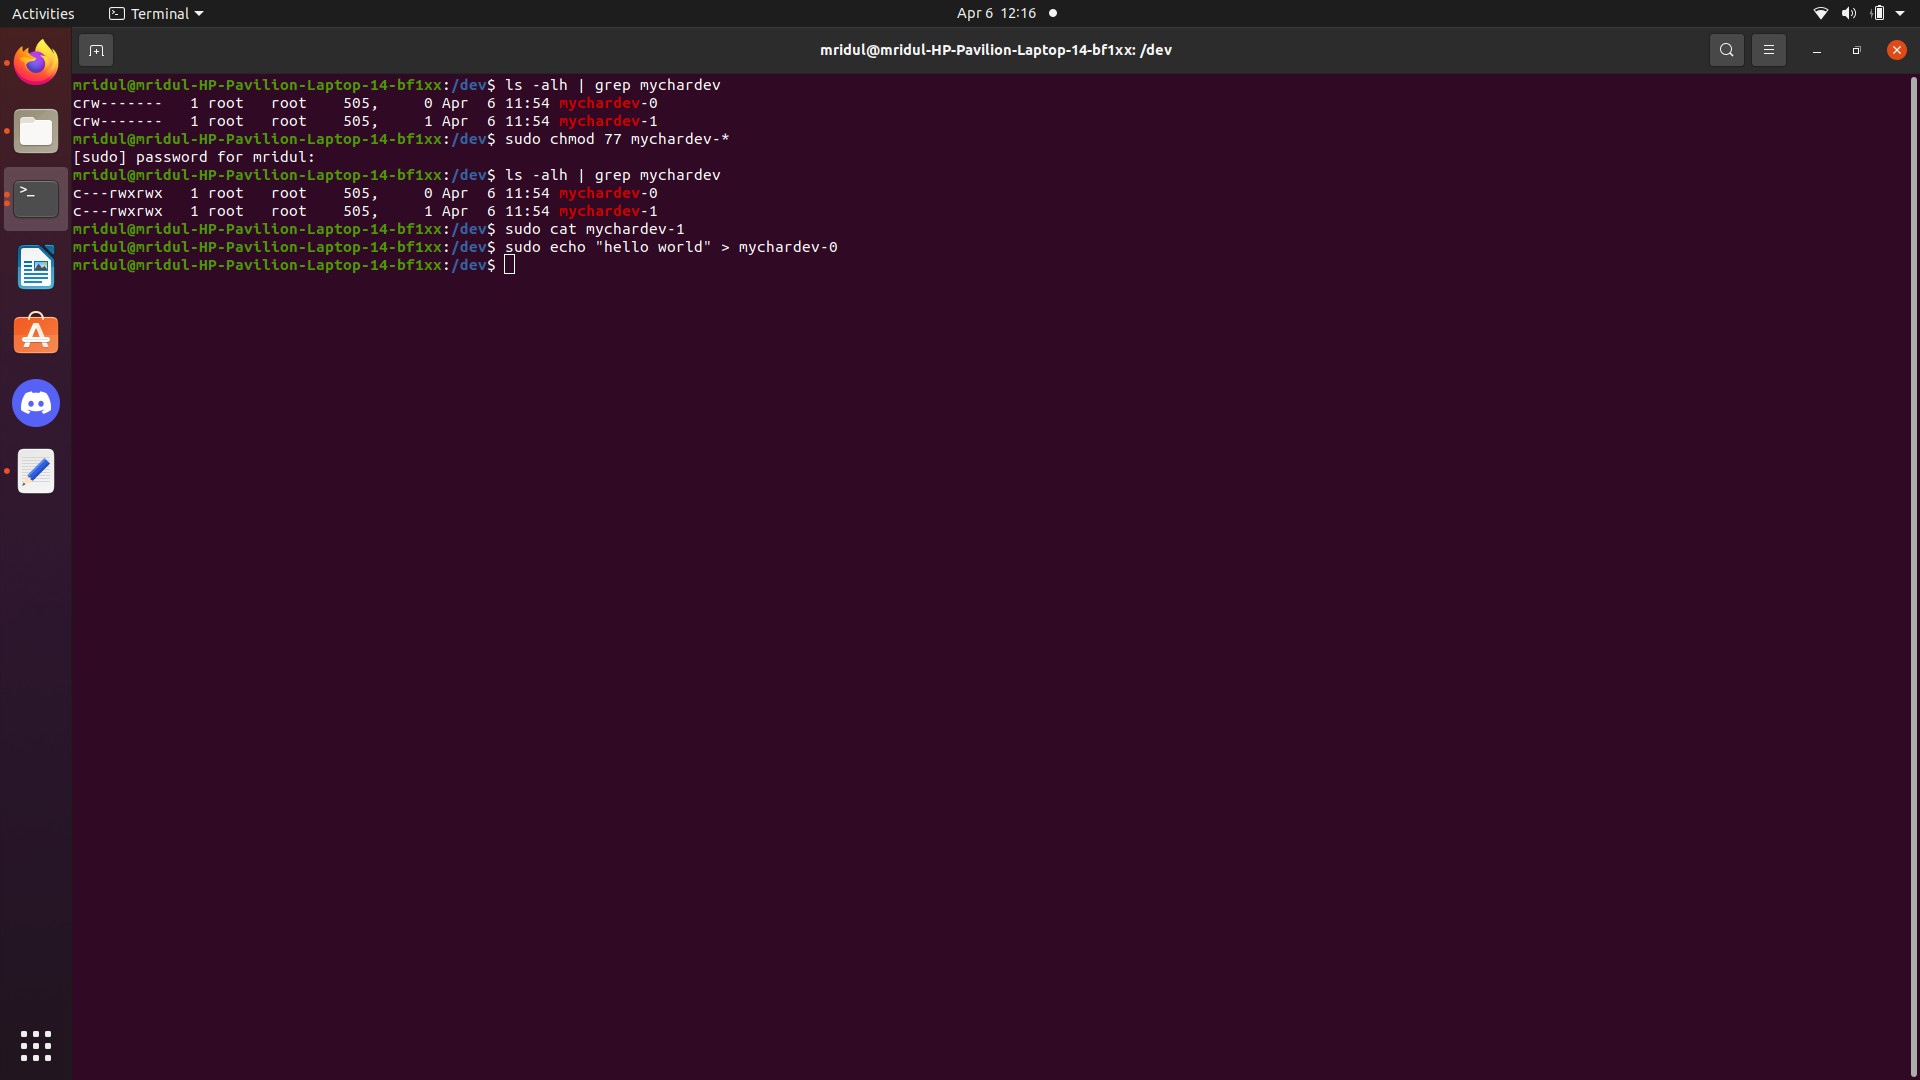 Activities Terminal Apr 6 12:16
mridul@mridul-HP-Pavilion-Laptop-14-bf1xx: /dev
mridul@mridul-HP-Pavilion-Laptop-14-bf1xx:/dev$ ls -alh | grep mychardev
crw-------   1 root   root    505,     0 Apr  6 11:54 mychardev-0
crw-------   1 root   root    505,     1 Apr  6 11:54 mychardev-1
mridul@mridul-HP-Pavilion-Laptop-14-bf1xx:/dev$ sudo chmod 77 mychardev-*
[sudo] password for mridul:
mridul@mridul-HP-Pavilion-Laptop-14-bf1xx:/dev$ ls -alh | grep mychardev
c---rwxrwx   1 root   root    505,     0 Apr  6 11:54 mychardev-0
c---rwxrwx   1 root   root    505,     1 Apr  6 11:54 mychardev-1
mridul@mridul-HP-Pavilion-Laptop-14-bf1xx:/dev$ sudo cat mychardev-1
mridul@mridul-HP-Pavilion-Laptop-14-bf1xx:/dev$ sudo echo "hello world" > mychardev-0
mridul@mridul-HP-Pavilion-Laptop-14-bf1xx:/dev$